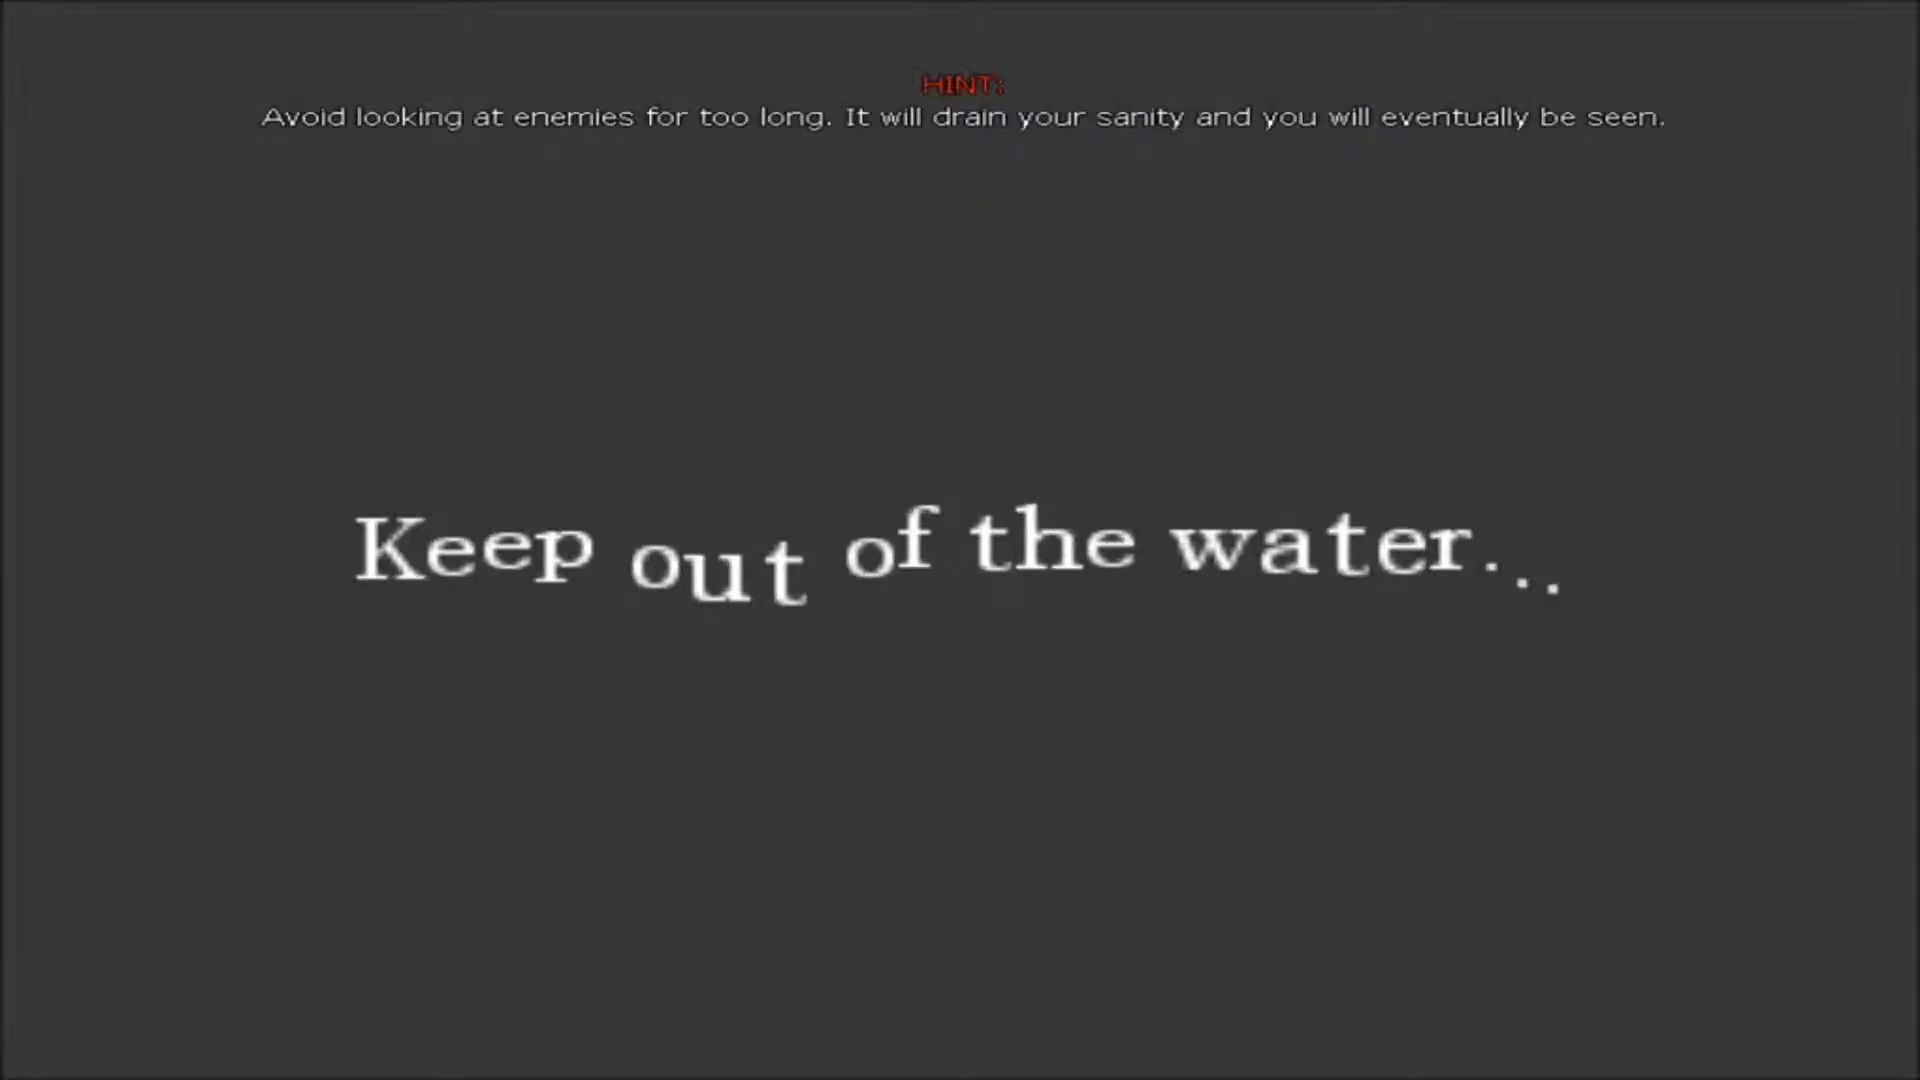 HINT:
Avoid looking at enemies for too long. It will drain your sanity and you will eventually be seen.
Keep out of the water...